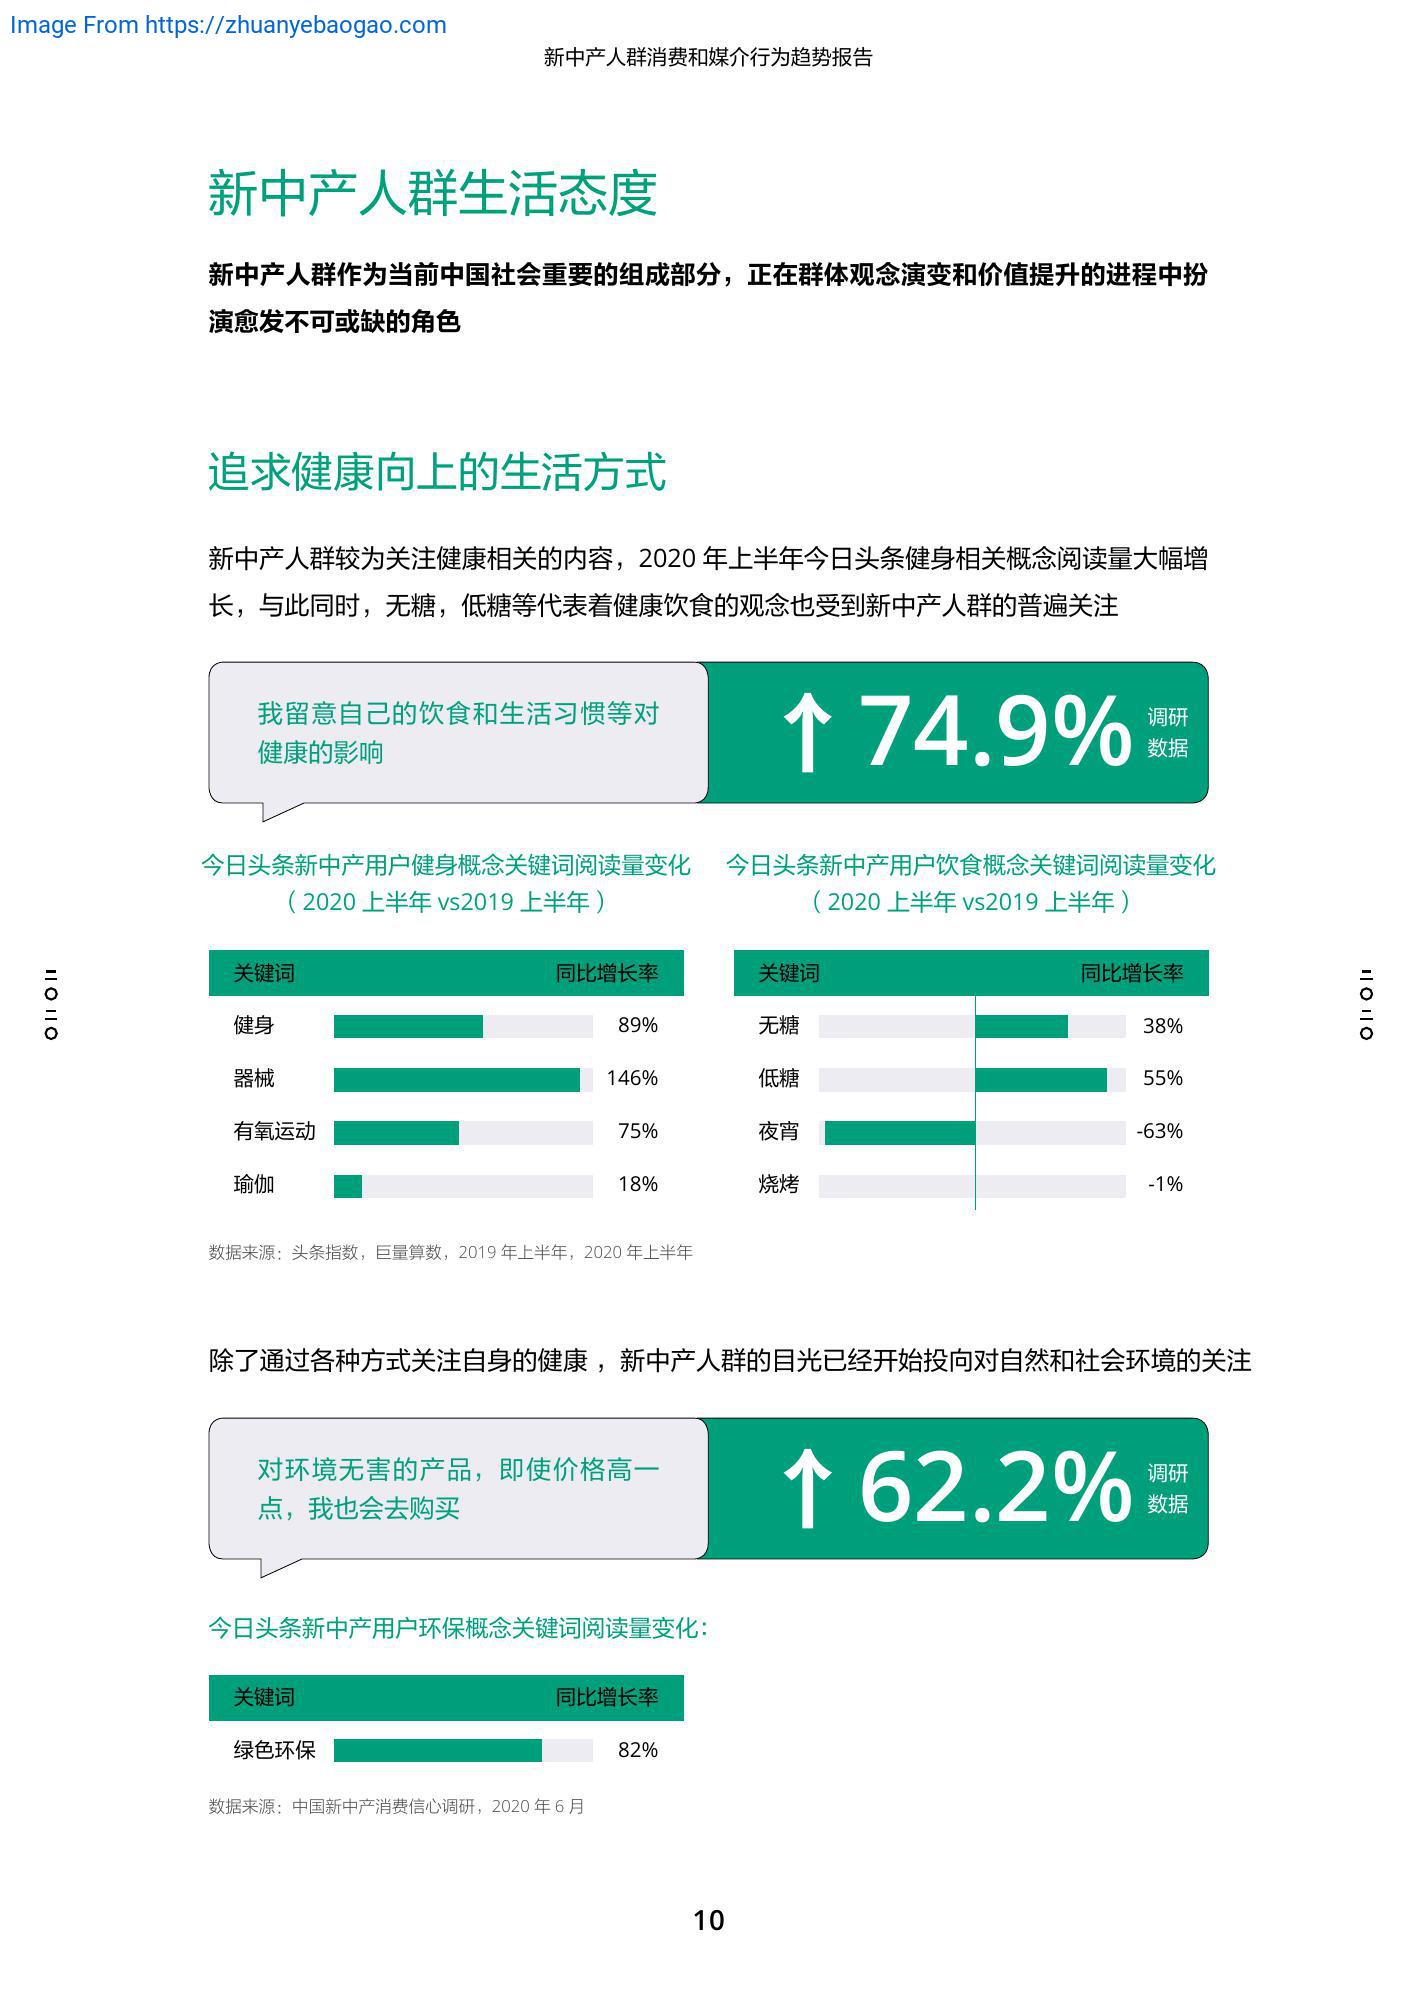 Image From https://zhuanyebaogao.com
新中产人群消费和媒介行为趋势报告
新中产人群生活态度
新中产人群作为当前中国社会重要的组成部分，正在群体观念演变和价值提升的进程中扮
演愈发不可或缺的角色
追求健康向上的生活方式
新中产人群较为关注健康相关的内容，2020 年上半年今日头条健身相关概念阅读量大幅增
长，与此同时，无糖，低糖等代表着健康饮食的观念也受到新中产人群的普遍关注
我留意自己的饮食和生活习惯等对
健康的影响
↑ 74.9% 调研
数据
今日头条新中产用户健身概念关键词阅读量变化
（ 2020 上半年 vs2019 上半年 ）
关键词 同比增长率
健身 89%
器械 146%
有氧运动 75%
瑜伽 18%
今日头条新中产用户饮食概念关键词阅读量变化
（ 2020 上半年 vs2019 上半年 ）
关键词 同比增长率
无糖 38%
低糖 55%
夜宵 -63%
烧烤 -1%
数据来源：头条指数，巨量算数，2019 年上半年，2020 年上半年
除了通过各种方式关注自身的健康 ，新中产人群的目光已经开始投向对自然和社会环境的关注
对环境无害的产品，即使价格高一
点，我也会去购买
↑ 62.2% 调研
数据
今日头条新中产用户环保概念关键词阅读量变化：
关键词 同比增长率
绿色环保 82%
数据来源：中国新中产消费信心调研，2020 年 6 月
二〇二〇
二〇二〇
10